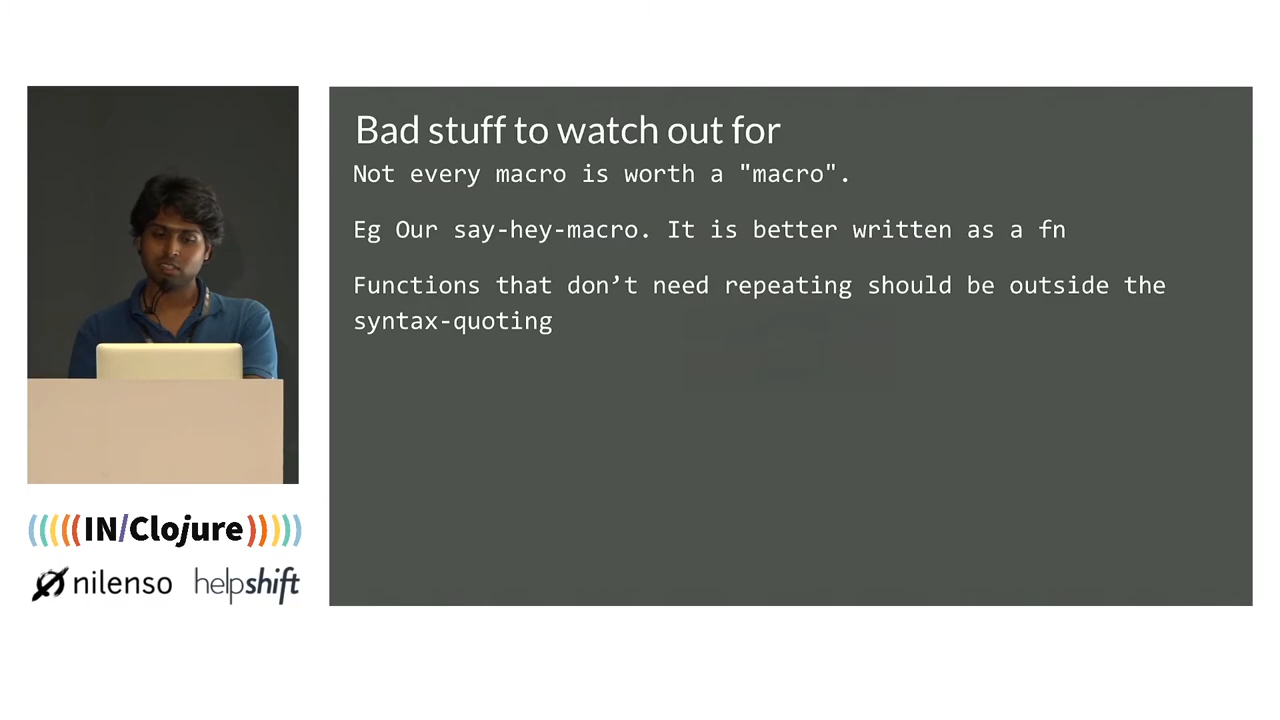 Bad stuff to watch out for
Not every macro is worth a "macro".
Eg Our say-hey-macro. It is better written as a fn
Functions that don’t need repeating should be outside the
syntax-quoting
(((((IN/Clojure)))))
nilenso helpshift